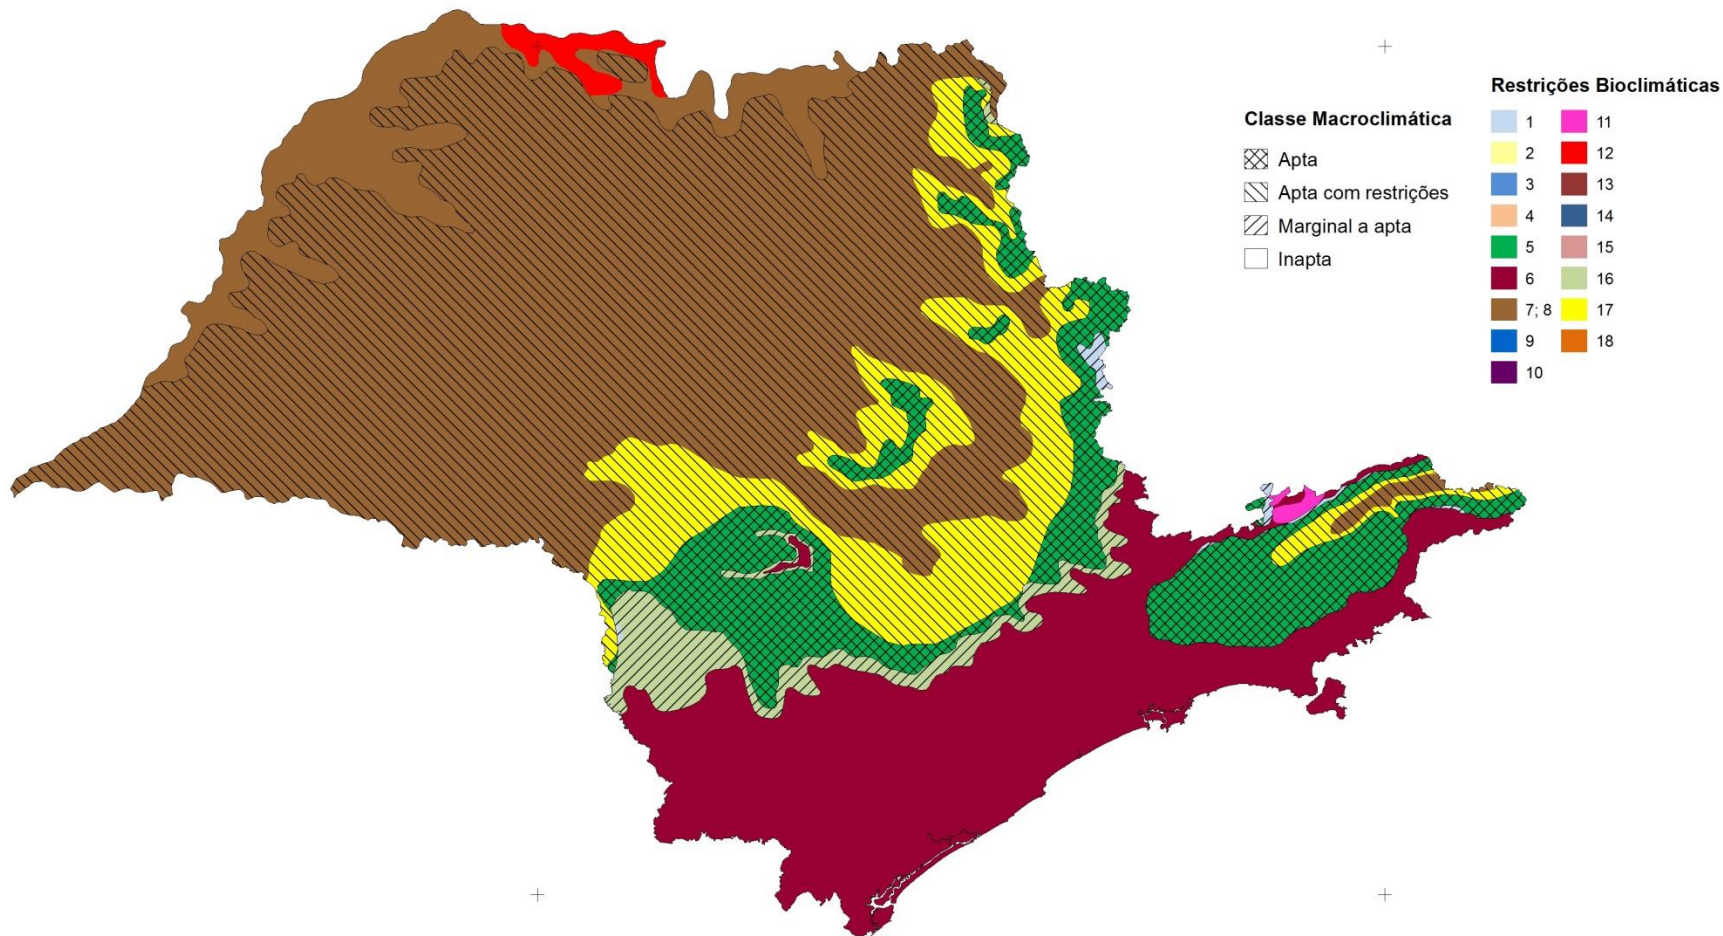 Classe Macroclimática
Apta
Apta com restrições
Marginal a apta
Inapta
Restrições Bioclimáticas
1 11
2 12
3 13
4 14
5 15
6 16
7; 8 17
9 18
10